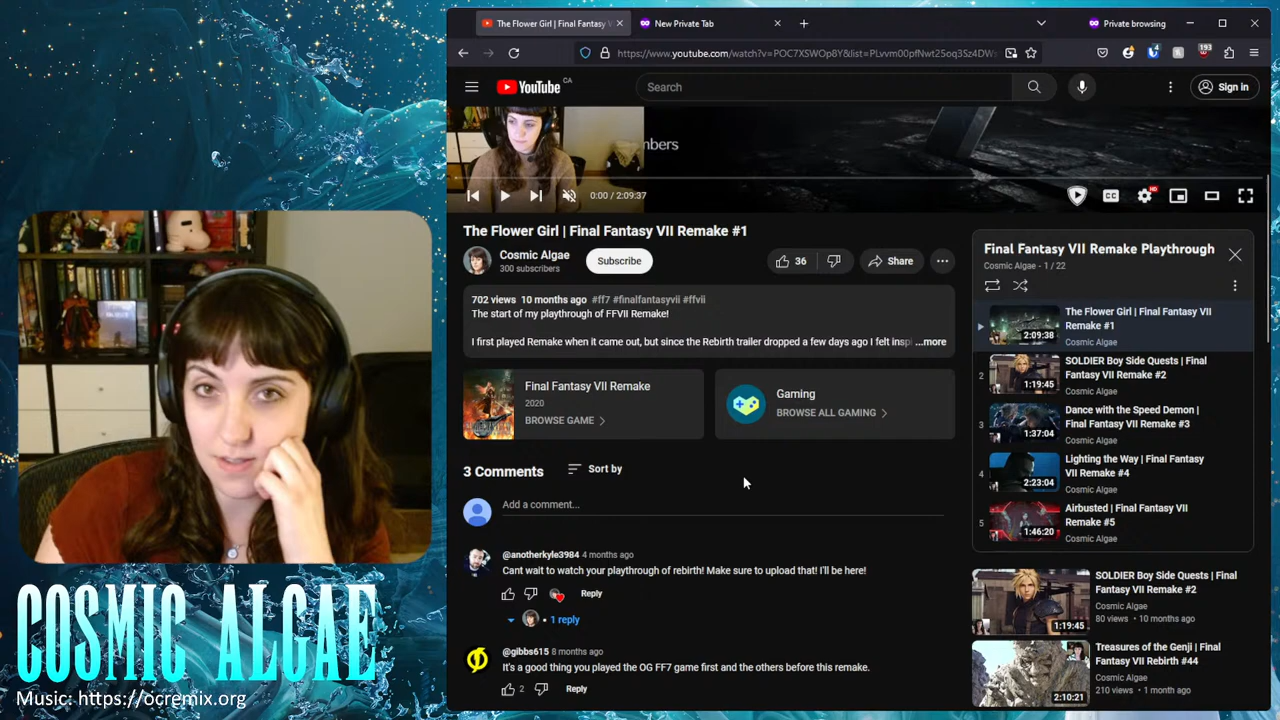 The Flower Girl | Final Fantasy V
New Private Tab
Private browsing
https://www.youtube.com/watch?v=POC7XSWOp8Y&list=PLvvm00pfNwt25oq3Sz4DWs
4
193
YouTube CA
Search
Sign in
mbers
0:00 / 2:09:37
CC
HD
The Flower Girl | Final Fantasy VII Remake #1
Cosmic Algae
300 subscribers
Subscribe
36
Share
702 views 10 months ago #ff7 #finalfantasyvii #ffvii
The start of my playthrough of FFVII Remake!
I first played Remake when it came out, but since the Rebirth trailer dropped a few days ago I felt inspi ...more
Final Fantasy VII Remake
2020
BROWSE GAME
Gaming
BROWSE ALL GAMING
3 Comments
Sort by
Add a comment...
@anotherkyle3984 4 months ago
Cant wait to watch your playthrough of rebirth! Make sure to upload that! I'll be here!
Reply
1 reply
@gibbs615 8 months ago
It's a good thing you played the OG FF7 game first and the others before this remake.
2
Reply
Final Fantasy VII Remake Playthrough
Cosmic Algae - 1 / 22
The Flower Girl | Final Fantasy VII
Remake #1
Cosmic Algae
2:09:38
2
SOLDIER Boy Side Quests | Final
Fantasy VII Remake #2
Cosmic Algae
1:19:45
3
Dance with the Speed Demon |
Final Fantasy VII Remake #3
Cosmic Algae
1:37:04
4
Lighting the Way | Final Fantasy
VII Remake #4
Cosmic Algae
2:23:04
5
Airbusted | Final Fantasy VII
Remake #5
Cosmic Algae
1:46:20
SOLDIER Boy Side Quests | Final
Fantasy VII Remake #2
Cosmic Algae
80 views • 10 months ago
1:19:45
Treasures of the Genji | Final
Fantasy VII Rebirth #44
Cosmic Algae
210 views • 1 month ago
2:10:21
COSMIC ALGAE
Music: https://ocremix.org